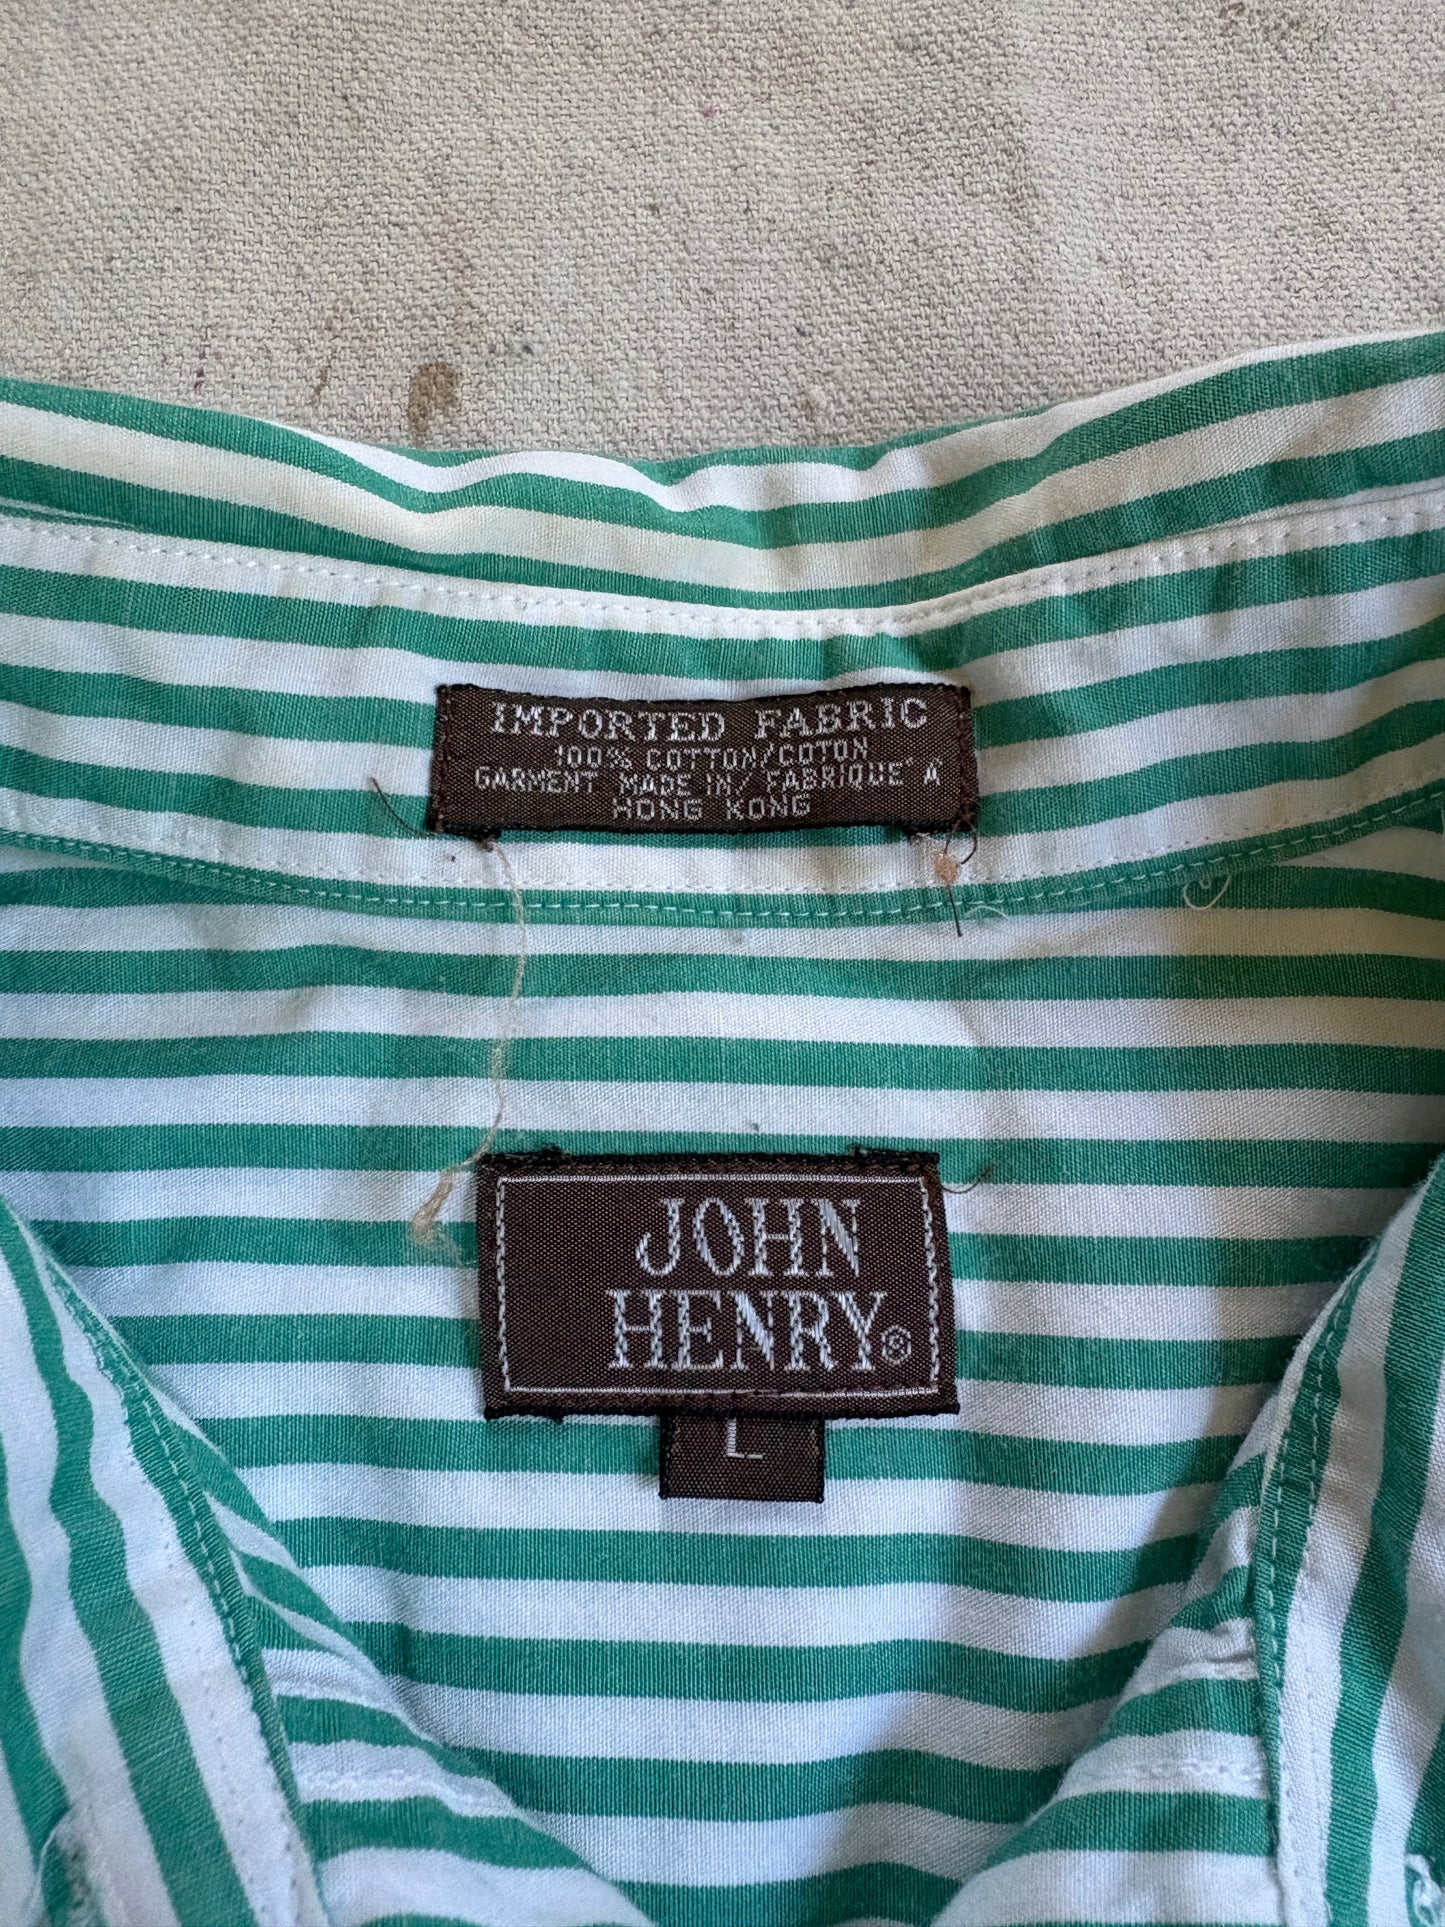 IMPORTED FABRIC
100% COTTON/COTON
GARMENT MADE IN/FABRIQUE' A'
HONG KONG
JOHN
HENRY®
L